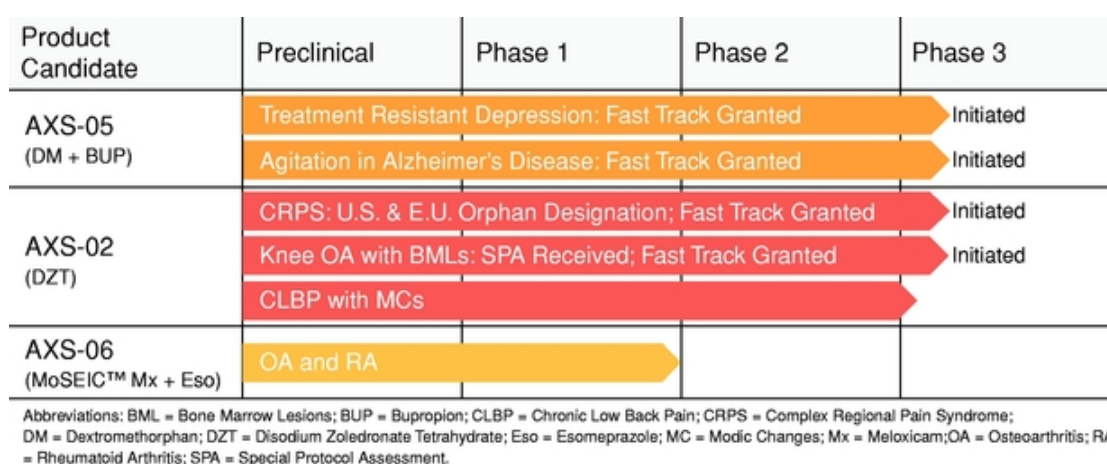 Product
Candidate
Preclinical
Phase 1
Phase 2
Phase 3
AXS-05
(DM + BUP)
Treatment Resistant Depression: Fast Track Granted
Initiated
Agitation in Alzheimer's Disease: Fast Track Granted
Initiated
AXS-02
(DZT)
CRPS: U.S. & E.U. Orphan Designation; Fast Track Granted
Initiated
Knee OA with BMLs: SPA Received; Fast Track Granted
Initiated
CLBP with MCs
AXS-06
(MoSEIC™ Mx + Eso)
OA and RA
Abbreviations: BML = Bone Marrow Lesions; BUP = Bupropion; CLBP = Chronic Low Back Pain; CRPS = Complex Regional Pain Syndrome;
DM = Dextromethorphan; DZT = Disodium Zoledronate Tetrahydrate; Eso = Esomeprazole; MC = Modic Changes; Mx = Meloxicam;OA = Osteoarthritis; RA
= Rheumatoid Arthritis; SPA = Special Protocol Assessment.